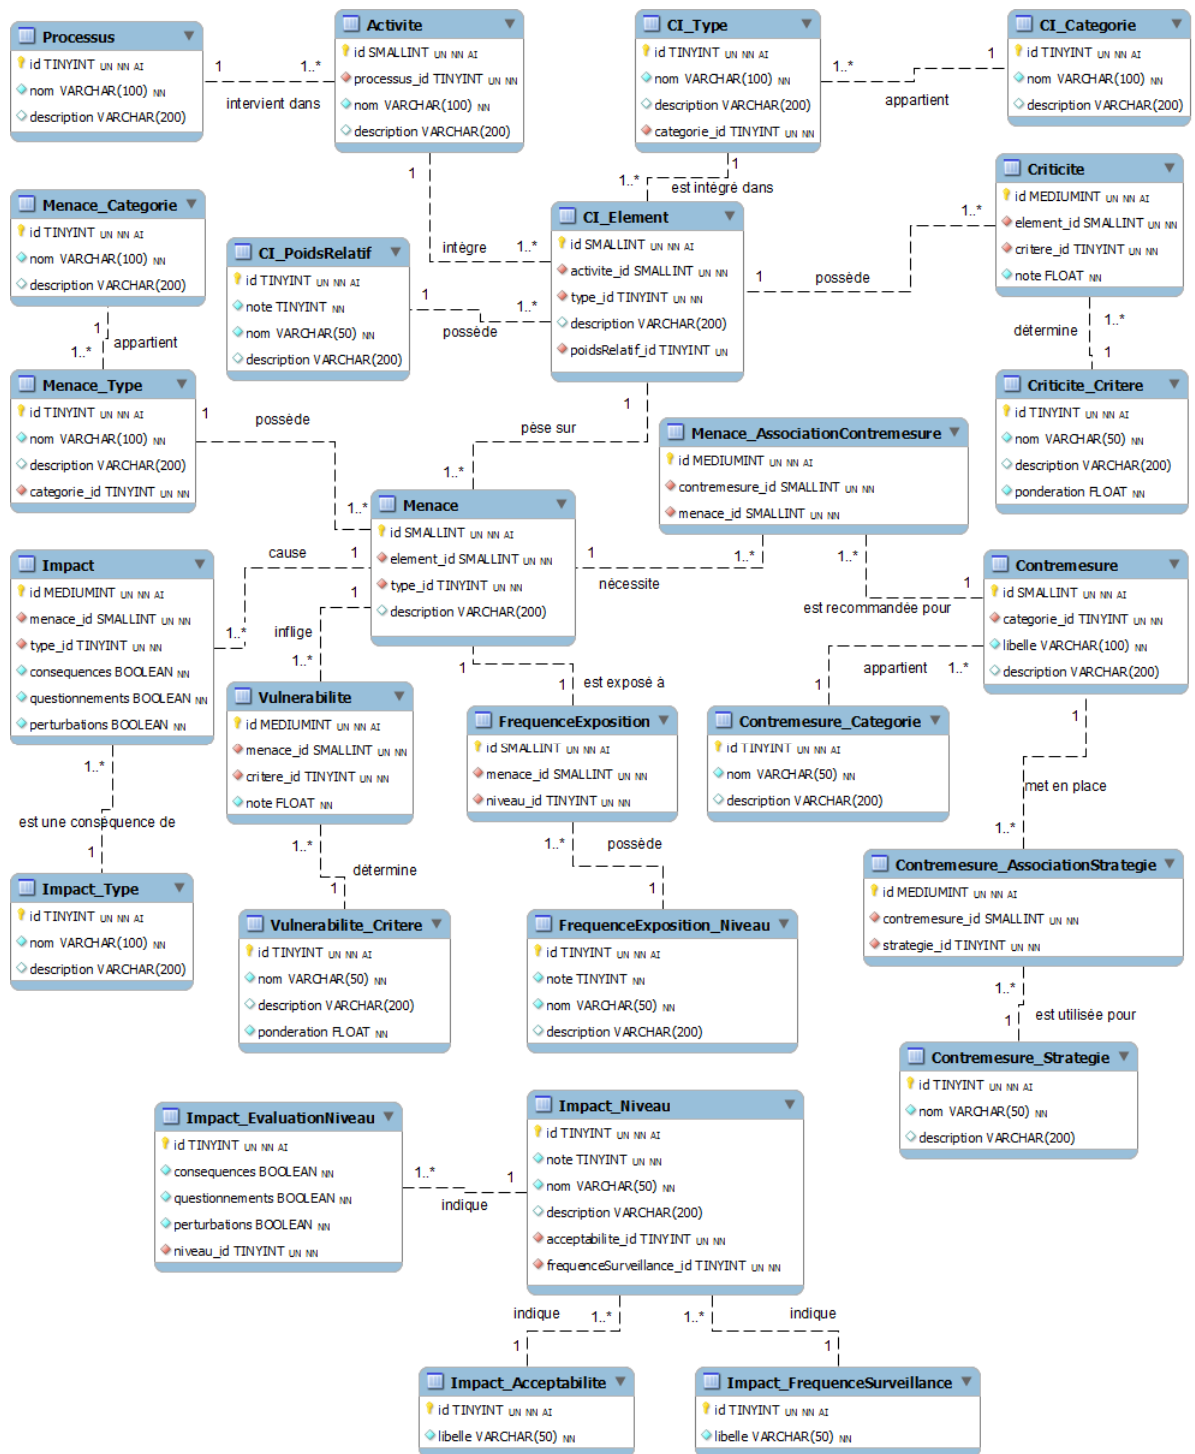 Processus
id TINYINT UN NN AI
nom VARCHAR(100) NN
description VARCHAR(200)
1
1..*
intervient dans
Activite
id SMALLINT UN NN AI
processus_id TINYINT UN NN
nom VARCHAR(100) NN
description VARCHAR(200)
CI_Type
id TINYINT UN NN AI
nom VARCHAR(100) NN
description VARCHAR(200)
categorie_id TINYINT UN NN
1
1..*
appartient
CI_Categorie
id TINYINT UN NN AI
nom VARCHAR(100) NN
description VARCHAR(200)
1
1
1..*
est intégré dans
Menace_Categorie
id TINYINT UN NN AI
nom VARCHAR(100) NN
description VARCHAR(200)
CI_PoidsRelatif
id TINYINT UN NN AI
note TINYINT NN
nom VARCHAR(50) NN
description VARCHAR(200)
intègre
1..*
1
1..*
possède
CI_Element
id SMALLINT UN NN AI
activite_id SMALLINT UN NN
type_id TINYINT UN NN
description VARCHAR(200)
poidsRelatif_id TINYINT UN
1..*
1
possède
Criticite
id MEDIUMINT UN NN AI
element_id SMALLINT UN NN
critere_id TINYINT UN NN
note FLOAT NN
1
appartient
1..*
détermine
1..*
1
Menace_Type
id TINYINT UN NN AI
nom VARCHAR(100) NN
description VARCHAR(200)
categorie_id TINYINT UN NN
1
possède
1..*
1
pèse sur
1..*
Menace_AssociationContremesure
id MEDIUMINT UN NN AI
contremesure_id SMALLINT UN NN
menace_id SMALLINT UN NN
Criticite_Critere
id TINYINT UN NN AI
nom VARCHAR(50) NN
description VARCHAR(200)
ponderation FLOAT NN
Menace
id SMALLINT UN NN AI
element_id SMALLINT UN NN
type_id TINYINT UN NN
description VARCHAR(200)
Impact
id MEDIUMINT UN NN AI
menace_id SMALLINT UN NN
type_id TINYINT UN NN
consequences BOOLEAN NN
questionnements BOOLEAN NN
perturbations BOOLEAN NN
cause
1
1..*
1
nécessite
1..*
1..*
1
est recommandée pour
Contremesure
id SMALLINT UN NN AI
categorie_id TINYINT UN NN
libelle VARCHAR(100) NN
description VARCHAR(200)
1
inflige
1..*
1
est exposé à
1
appartient
1..*
1
Vulnerabilite
id MEDIUMINT UN NN AI
menace_id SMALLINT UN NN
critere_id TINYINT UN NN
note FLOAT NN
FrequenceExposition
id SMALLINT UN NN AI
menace_id SMALLINT UN NN
niveau_id TINYINT UN NN
Contremesure_Categorie
id TINYINT UN NN AI
nom VARCHAR(50) NN
description VARCHAR(200)
1
met en place
1..*
1..*
est une conséquence de
1
1..*
détermine
1
1..*
possède
1
Contremesure_AssociationStrategie
id MEDIUMINT UN NN AI
contremesure_id SMALLINT UN NN
strategie_id TINYINT UN NN
Impact_Type
id TINYINT UN NN AI
nom VARCHAR(100) NN
description VARCHAR(200)
Vulnerabilite_Critere
id TINYINT UN NN AI
nom VARCHAR(50) NN
description VARCHAR(200)
ponderation FLOAT NN
FrequenceExposition_Niveau
id TINYINT UN NN AI
note TINYINT NN
nom VARCHAR(50) NN
description VARCHAR(200)
1..*
1
est utilisée pour
Contremesure_Strategie
id TINYINT UN NN AI
nom VARCHAR(50) NN
description VARCHAR(200)
Impact_EvaluationNiveau
id TINYINT UN NN AI
consequences BOOLEAN NN
questionnements BOOLEAN NN
perturbations BOOLEAN NN
niveau_id TINYINT UN NN
1..*
1
indique
Impact_Niveau
id TINYINT UN NN AI
note TINYINT NN
nom VARCHAR(50) NN
description VARCHAR(200)
acceptabilite_id TINYINT UN NN
frequenceSurveillance_id TINYINT UN NN
indique
1..*
1
1..*
indique
1
Impact_Acceptabilite
id TINYINT UN NN AI
libelle VARCHAR(50) NN
Impact_FrequenceSurveillance
id TINYINT UN NN AI
libelle VARCHAR(50) NN